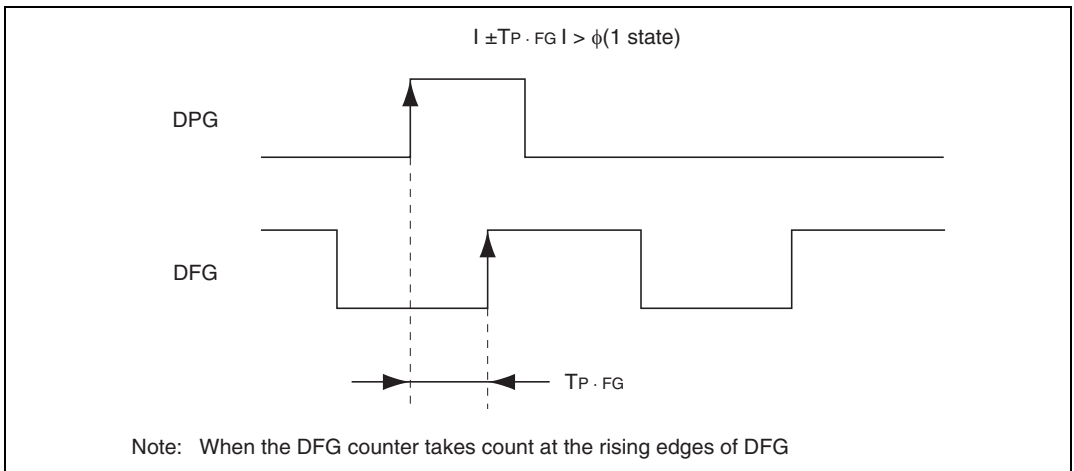 I ±TP · FG I > ϕ(1 state)
DPG
DFG
TP · FG
Note: When the DFG counter takes count at the rising edges of DFG